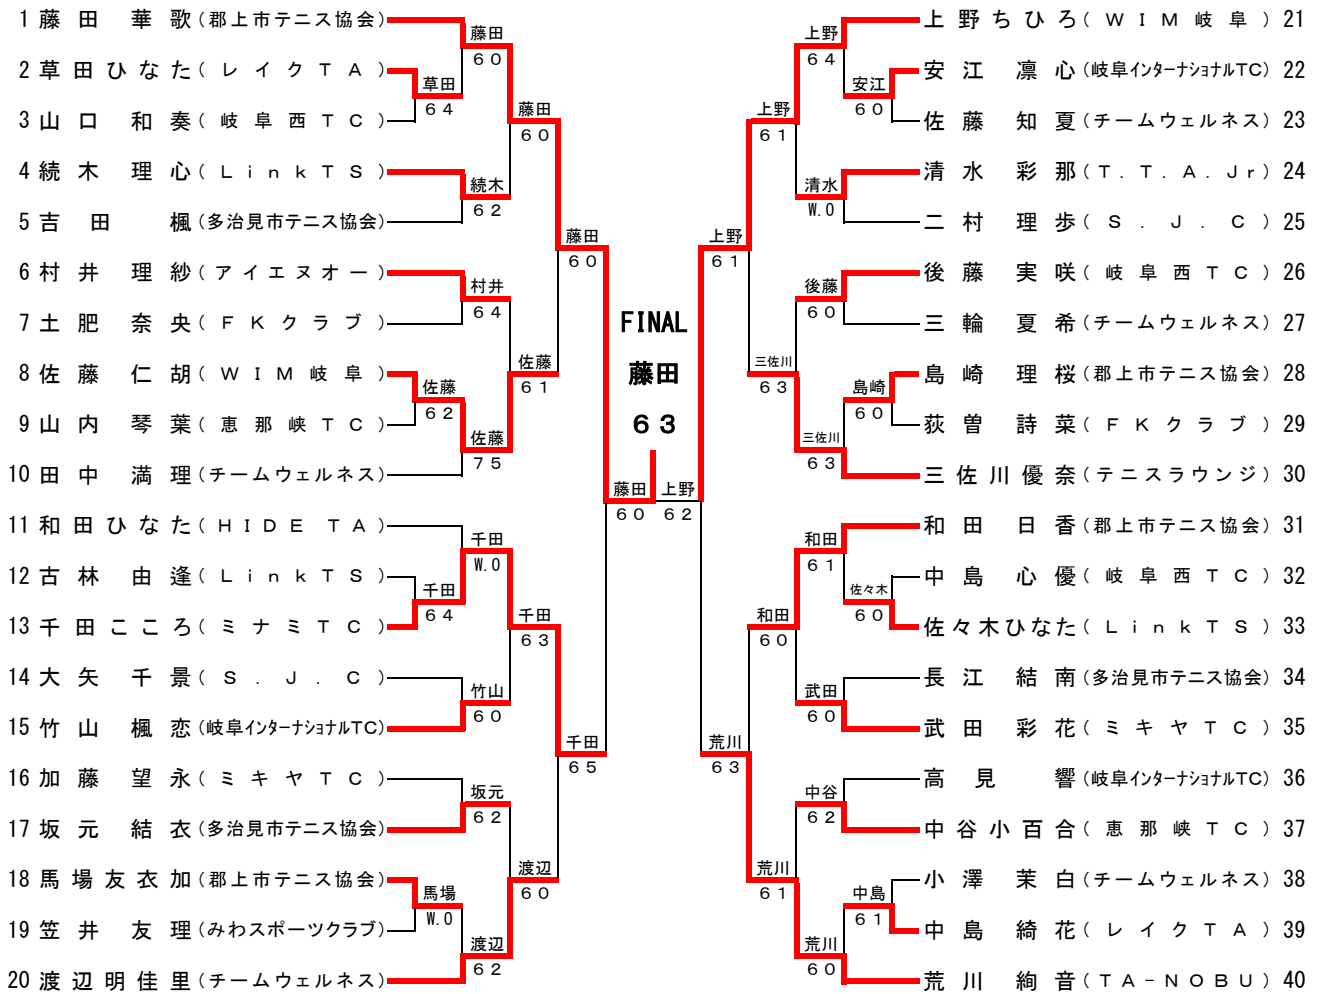 1 藤田 華歌 (郡上市テニス協会)
2 草田ひなた (レイクTA)
3 山口 和奏 (岐阜西TC)
4 続木 理心 (LinkTS)
5 吉田 楓 (多治見市テニス協会)
6 村井 理紗 (アイエヌオー)
7 土肥 奈央 (FKクラブ)
8 佐藤 仁胡 (WIM岐阜)
9 山内 琴葉 (恵那峡TC)
10 田中 満理 (チームウェルネス)
11 和田ひなた (HIDE TA)
12 古林 由逢 (LinkTS)
13 千田こころ (ミナミTC)
14 大矢 千景 (S.J.C)
15 竹山 楓恋 (岐阜インターナショナルTC)
16 加藤 望永 (ミキヤTC)
17 坂元 結衣 (多治見市テニス協会)
18 馬場友衣加 (郡上市テニス協会)
19 笠井 友理 (みわスポーツクラブ)
20 渡辺明佳里 (チームウェルネス)
草田
64
佐藤
62
千田
64
馬場
W.0
藤田
60
続木
62
村井
64
佐藤
75
千田
W.0
竹山
60
坂元
62
渡辺
62
藤田
60
佐藤
61
千田
63
渡辺
60
藤田
60
千田
65
藤田
60
FINAL
藤田
63
上野
62
上野
61
荒川
63
上野
61
三佐川
63
和田
60
荒川
61
上野
64
清水
W.0
後藤
60
三佐川
63
和田
61
武田
60
中谷
62
荒川
60
安江
60
島崎
60
佐々木
60
中島
61
上野ちひろ (WIM岐阜) 21
安江 凛心 (岐阜インターナショナルTC) 22
佐藤 知夏 (チームウェルネス) 23
清水 彩那 (T.T.A.Jr) 24
二村 理歩 (S.J.C) 25
後藤 実咲 (岐阜西TC) 26
三輪 夏希 (チームウェルネス) 27
島崎 理桜 (郡上市テニス協会) 28
荻曽 詩菜 (FKクラブ) 29
三佐川優奈 (テニスラウンジ) 30
和田 日香 (郡上市テニス協会) 31
中島 心優 (岐阜西TC) 32
佐々木ひなた (LinkTS) 33
長江 結南 (多治見市テニス協会) 34
武田 彩花 (ミキヤTC) 35
高見 響 (岐阜インターナショナルTC) 36
中谷小百合 (恵那峡TC) 37
小澤 茉白 (チームウェルネス) 38
中島 綺花 (レイクTA) 39
荒川 絢音 (TA-NOBU) 40